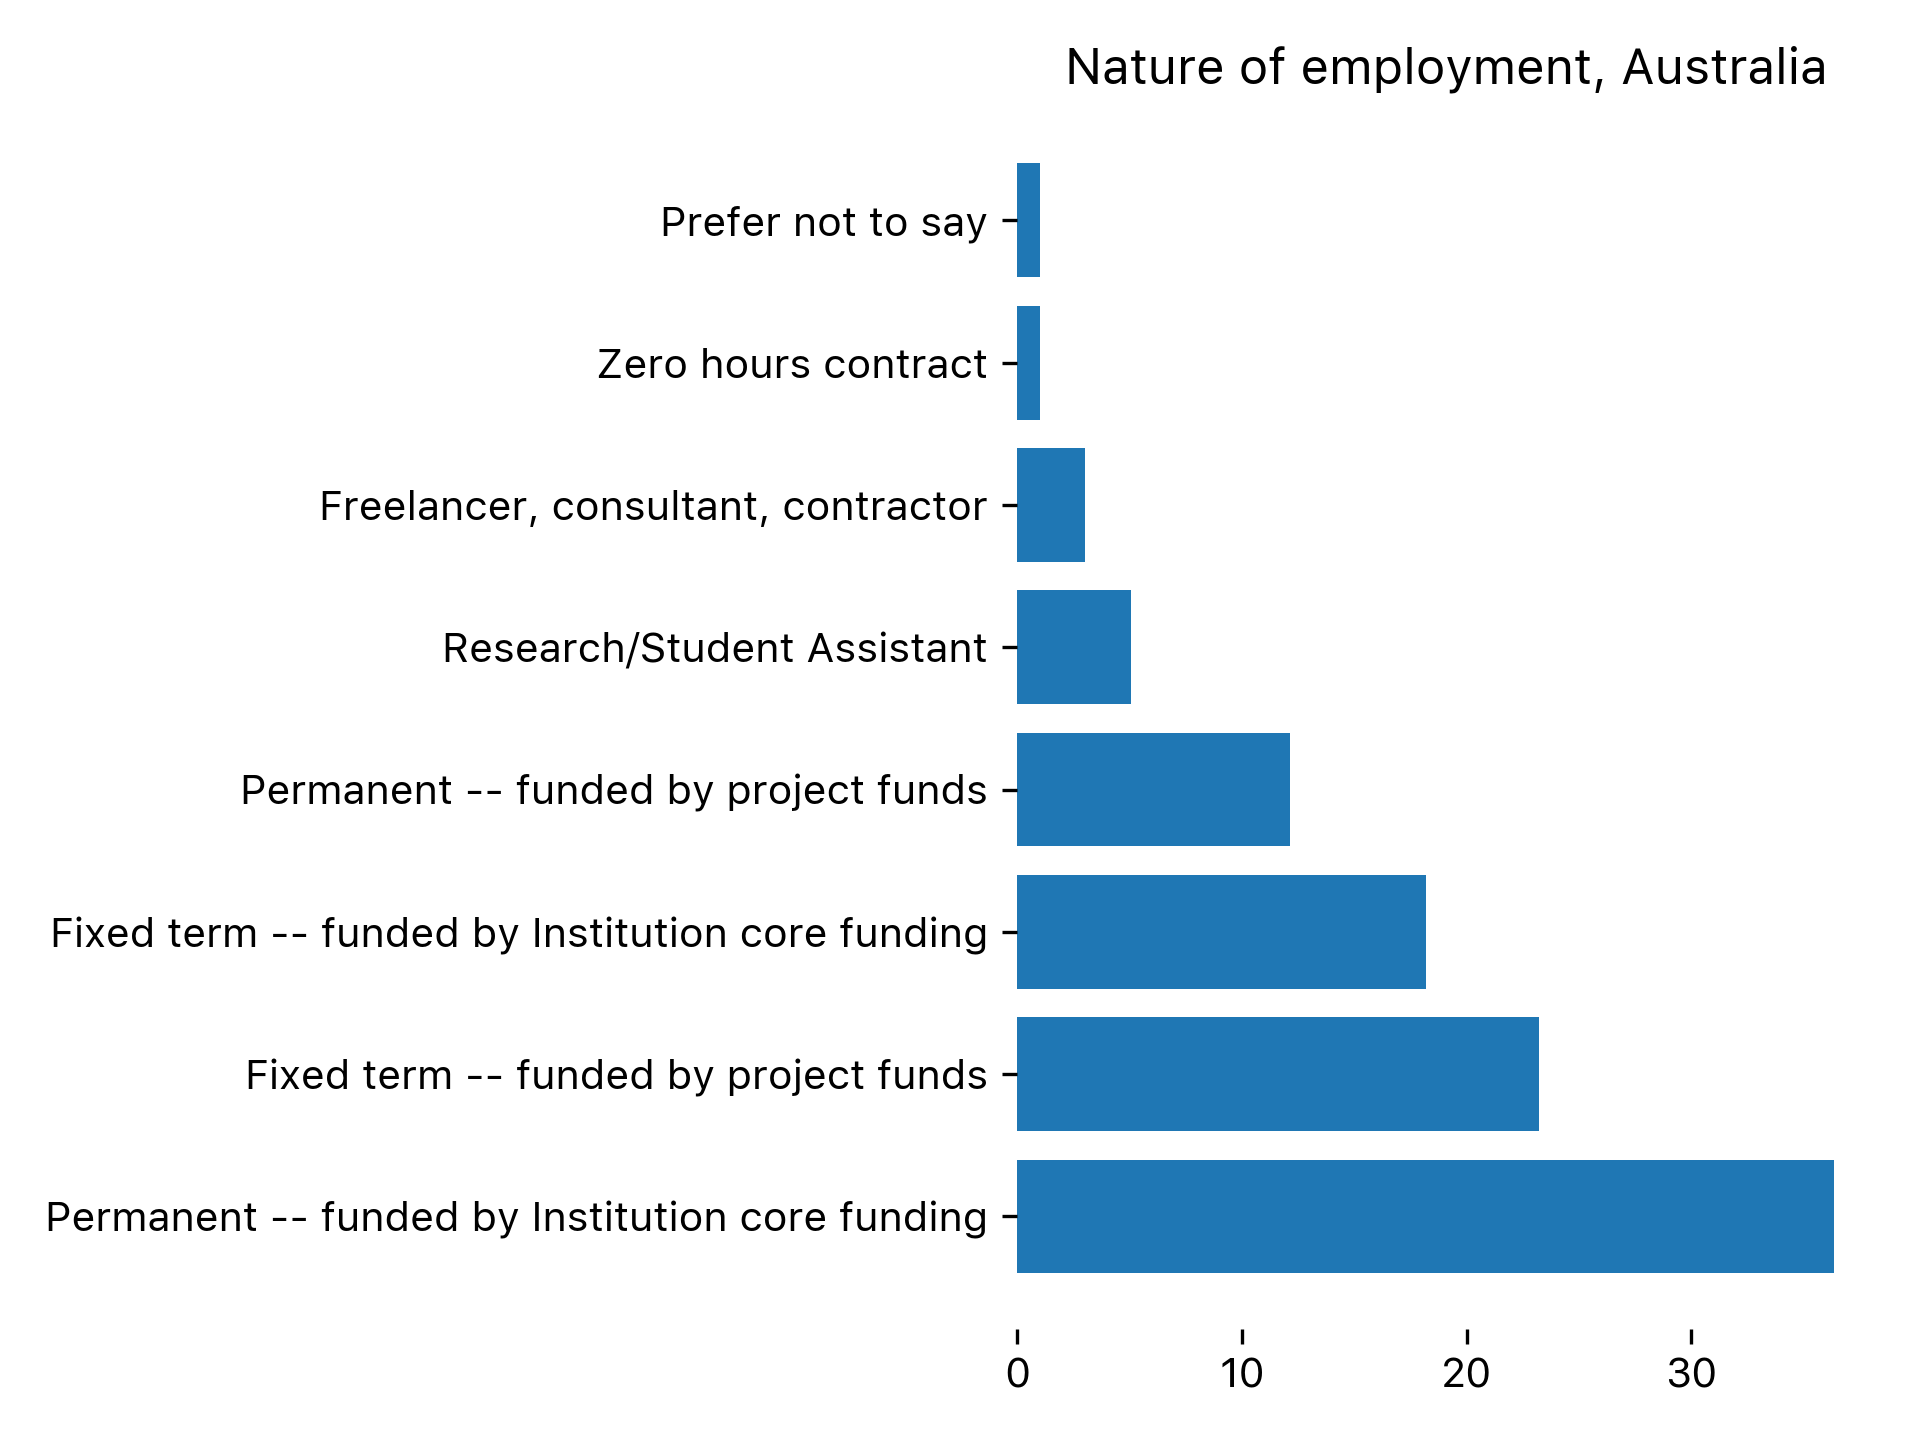 Nature of employment, Australia
Prefer not to say
Zero hours contract
Freelancer, consultant, contractor
Research/Student Assistant
Permanent -- funded by project funds
Fixed term -- funded by Institution core funding
Fixed term -- funded by project funds
Permanent -- funded by Institution core funding
0 10 20 30